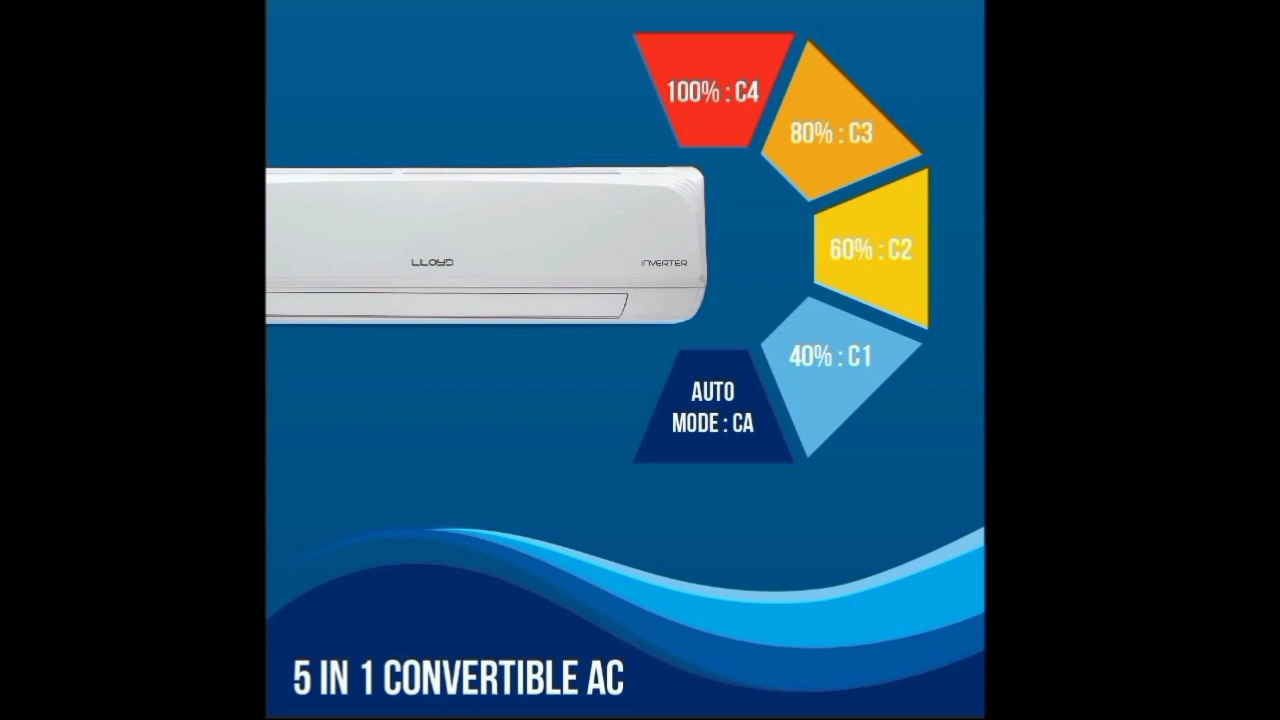 100% : C4
80% : C3
60% : C2
LLOYD
INVERTER
40% : C1
AUTO
MODE : CA
5 IN 1 CONVERTIBLE AC